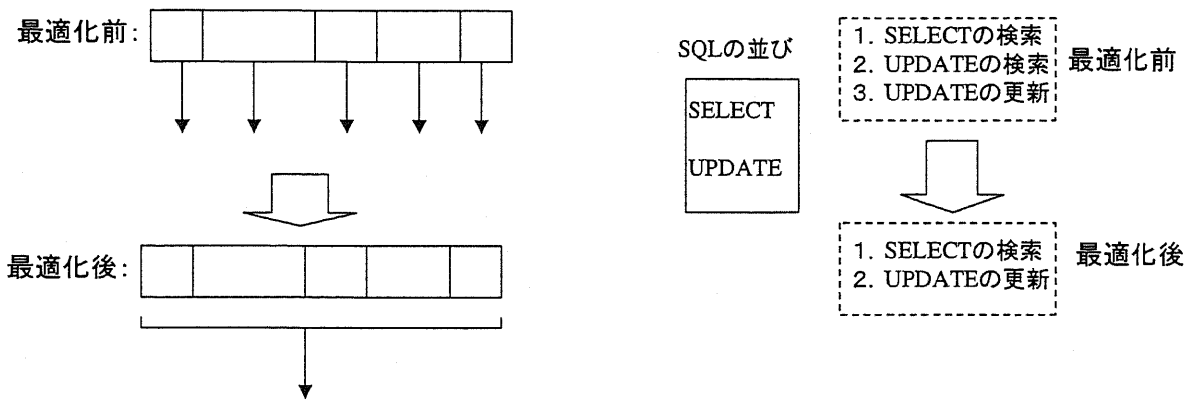 最適化前:
最適化後:
SQLの並び
SELECT
UPDATE
1. SELECTの検索
2. UPDATEの検索
3. UPDATEの更新
最適化前
1. SELECTの検索
2. UPDATEの更新
最適化後